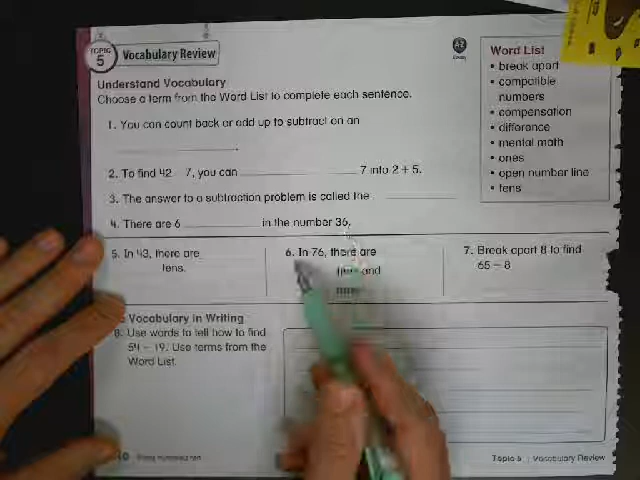 TOPIC
5
Vocabulary Review
A-Z
Understand Vocabulary
Choose a term from the Word List to complete each sentence.
1. You can count back or add up to subtract on an
____________.
2. To find 42 – 7, you can ____________ 7 into 2 + 5.
3. The answer to a subtraction problem is called the ____________
4. There are 6 ____________ in the number 36.
Word List
• break apart
• compatible
numbers
• compensation
• difference
• mental math
• ones
• open number line
• tens
5. In 43, there are
tens.
6. In 76, there are
tens and
ones.
7. Break apart 8 to find
65 – 8
Vocabulary in Writing
8. Use words to tell how to find
54 – 19. Use terms from the
Word List.
Topic 5 | Vocabulary Review